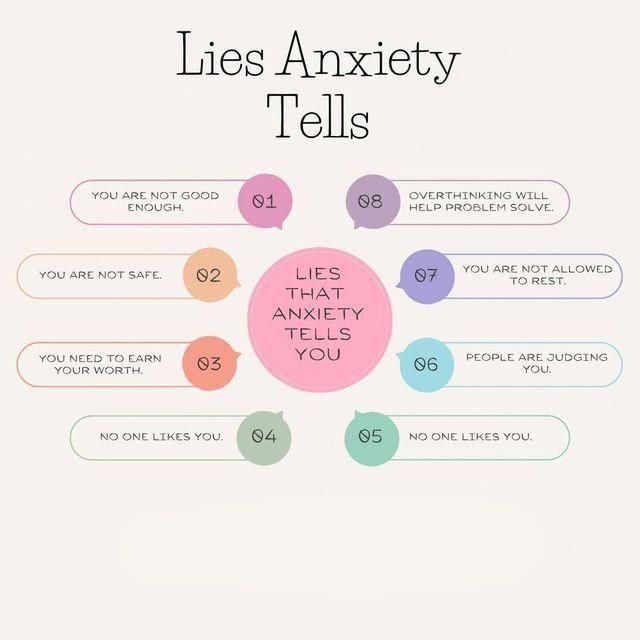 Lies Anxiety
Tells
01
YOU ARE NOT GOOD
ENOUGH.
02
YOU ARE NOT SAFE.
03
YOU NEED TO EARN
YOUR WORTH.
04
NO ONE LIKES YOU.
LIES
THAT
ANXIETY
TELLS
YOU
05
NO ONE LIKES YOU.
06
PEOPLE ARE JUDGING
YOU.
07
YOU ARE NOT ALLOWED
TO REST.
08
OVERTHINKING WILL
HELP PROBLEM SOLVE.